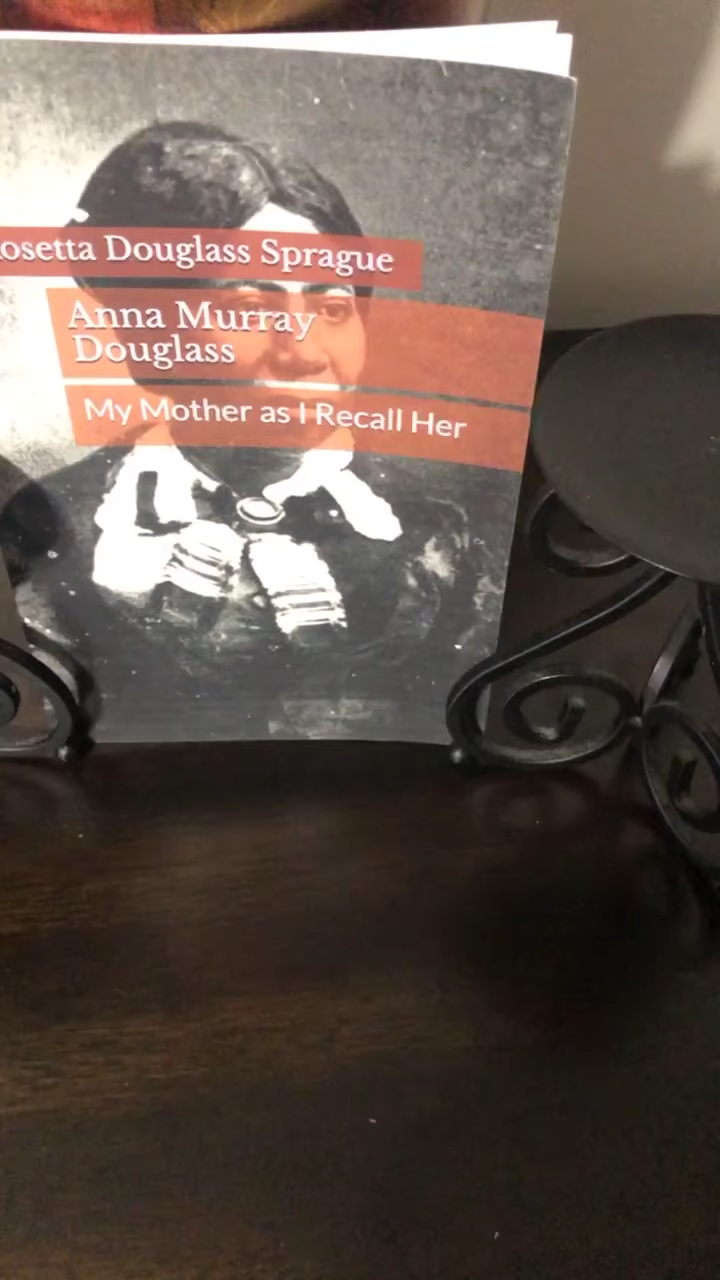 osetta Douglass Sprague
Anna Murray
Douglass
My Mother as I Recall Her